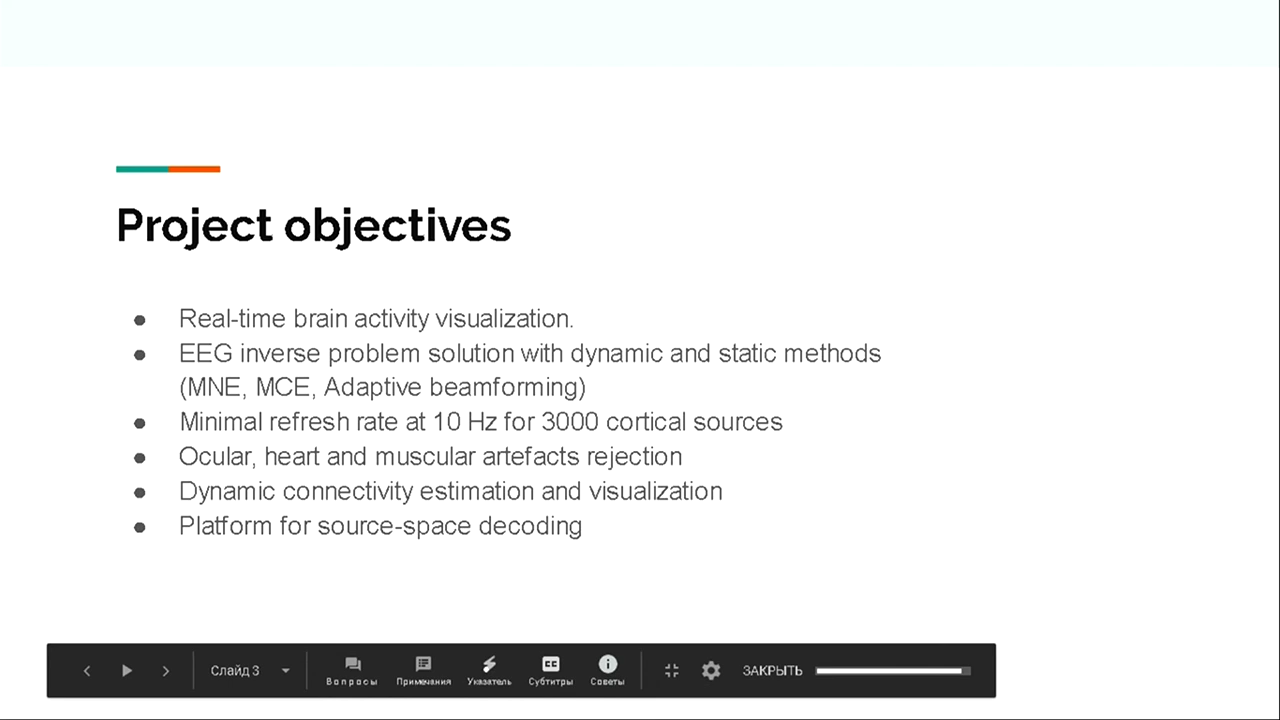 Project objectives
● Real-time brain activity visualization.
● EEG inverse problem solution with dynamic and static methods
(MNE, MCE, Adaptive beamforming)
● Minimal refresh rate at 10 Hz for 3000 cortical sources
● Ocular, heart and muscular artefacts rejection
● Dynamic connectivity estimation and visualization
● Platform for source-space decoding
Слайд 3 Вопросы Примечания Указатель CC Субтитры Советы ЗАКРЫТЬ